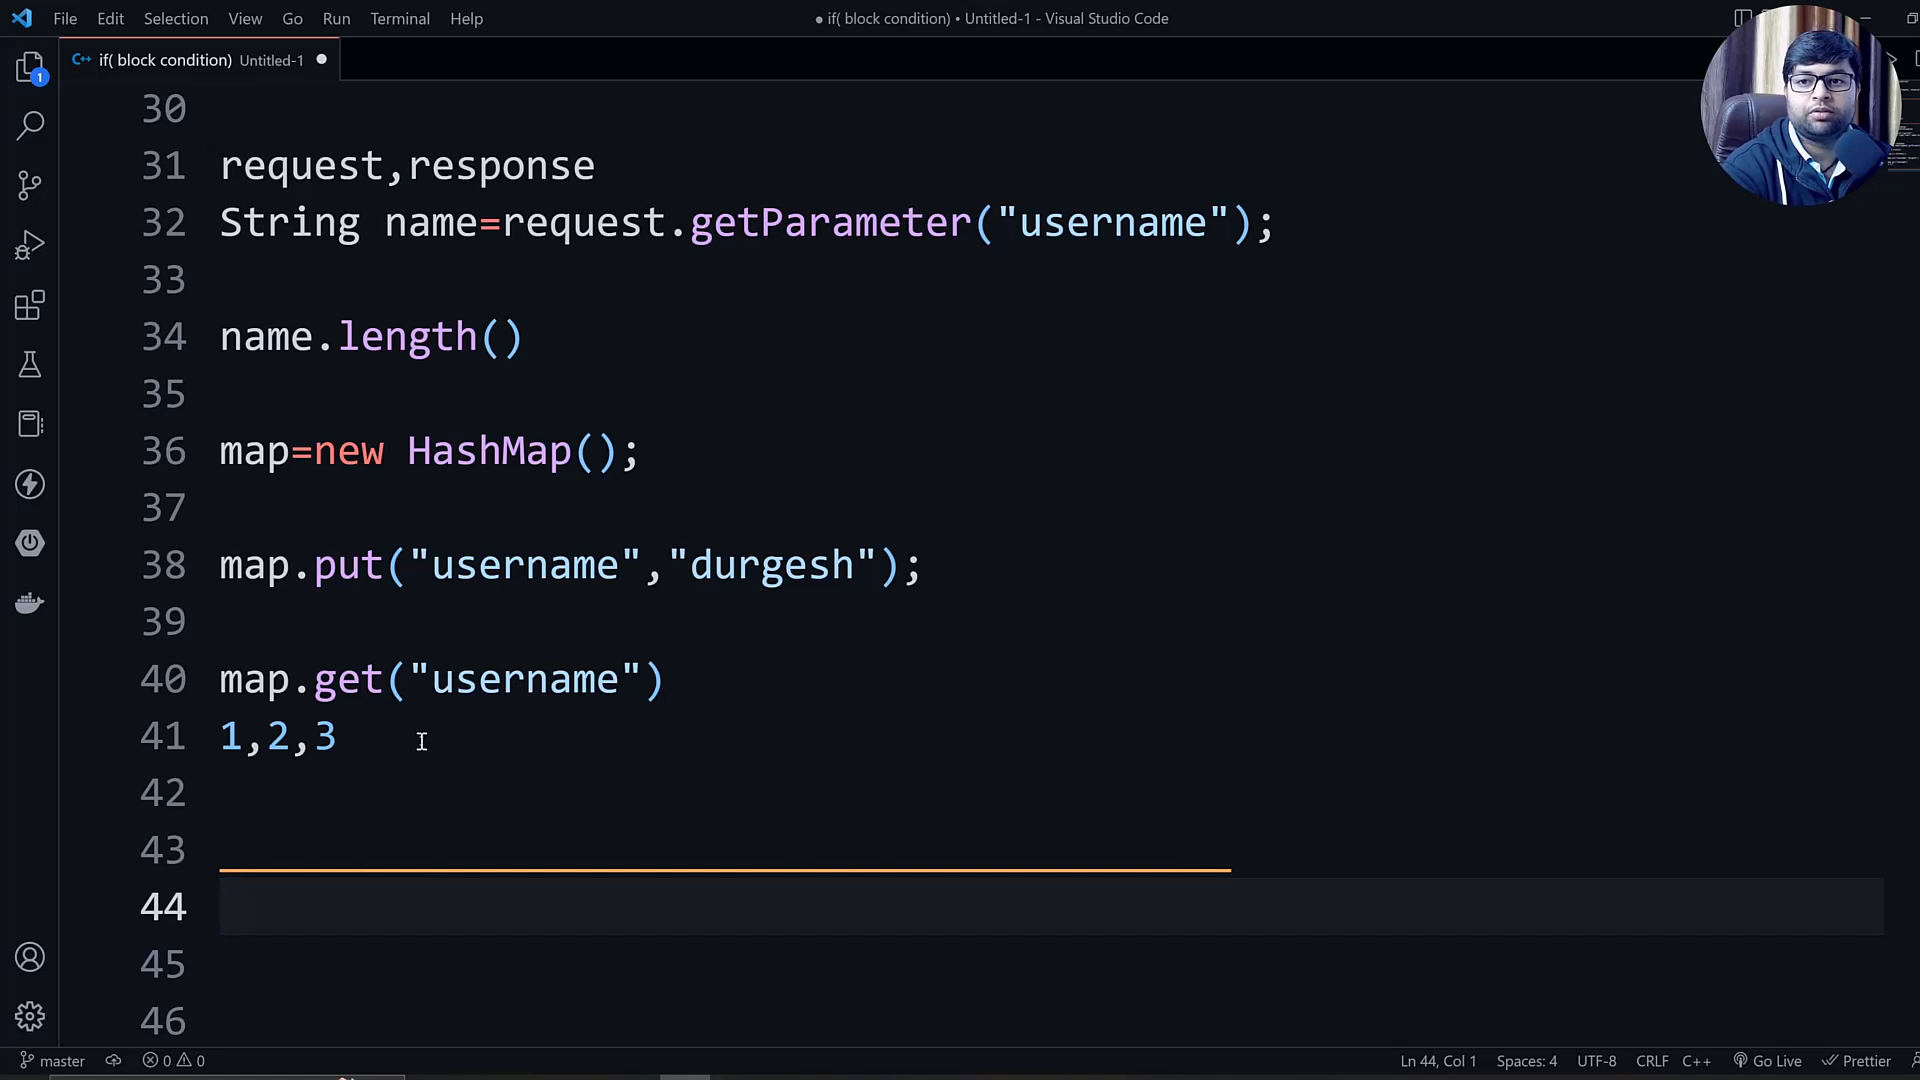 File Edit Selection View Go Run Terminal Help
● if( block condition) • Untitled-1 - Visual Studio Code
if( block condition) Untitled-1
1
30
31 request,response
32 String name=request.getParameter("username");
33
34 name.length()
35
36 map=new HashMap();
37
38 map.put("username","durgesh");
39
40 map.get("username")
41 1,2,3
42
43
44
45
46
master 0 0 Ln 44, Col 1 Spaces: 4 UTF-8 CRLF C++ Go Live Prettier